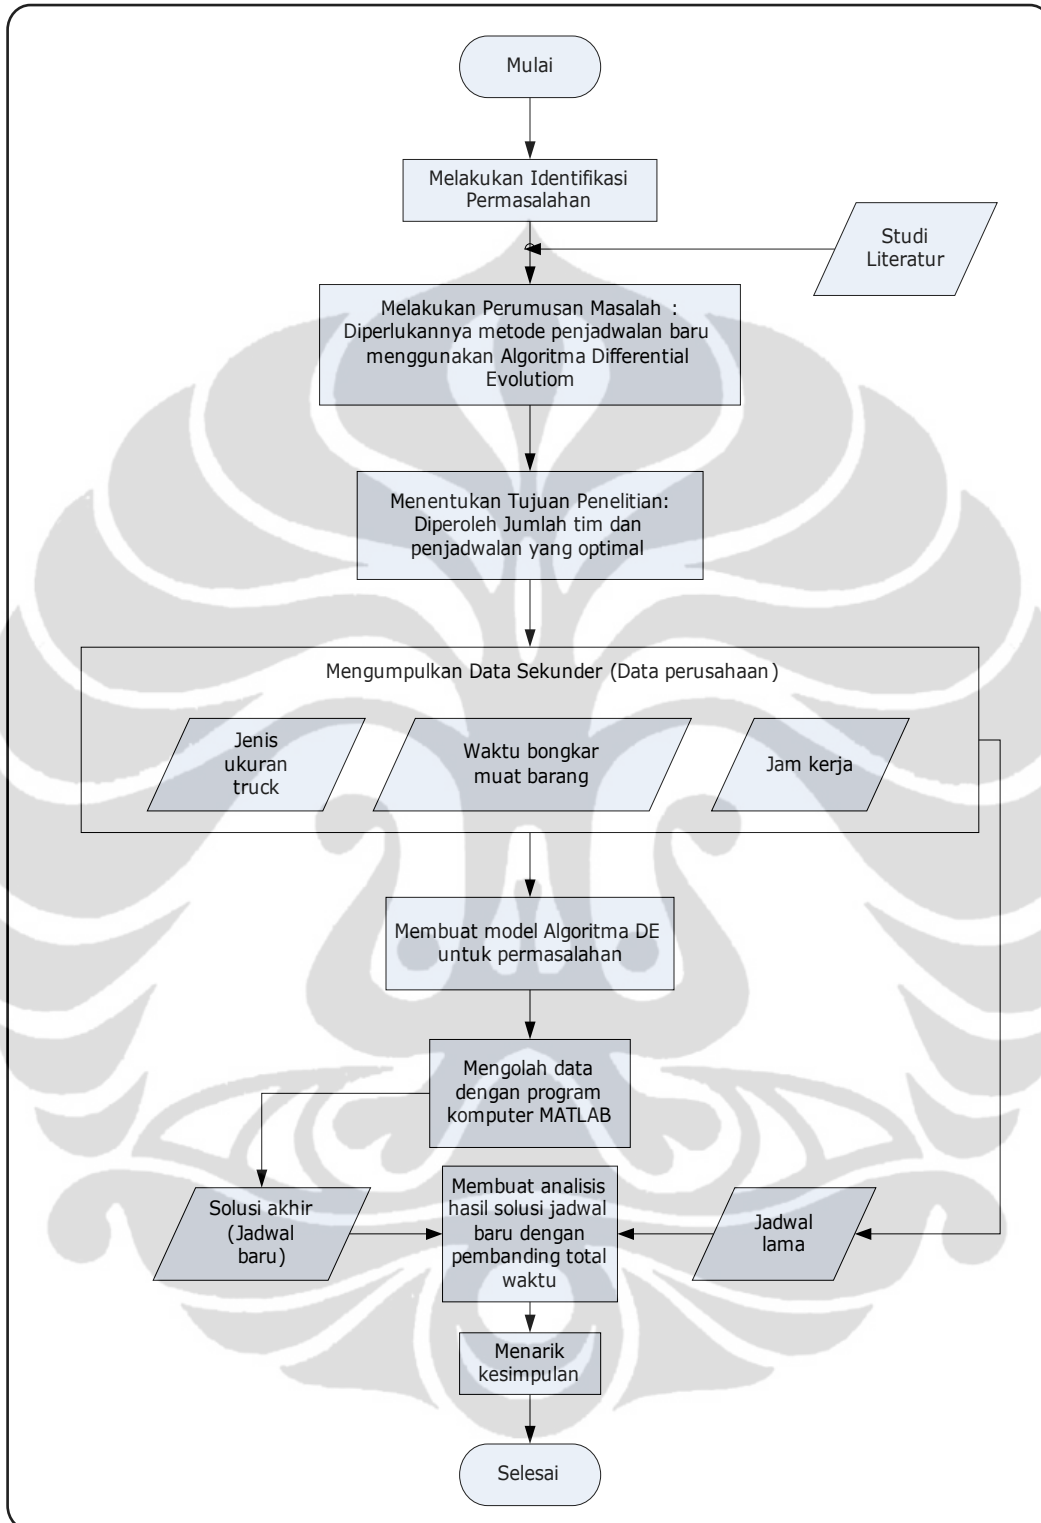 Mulai
Melakukan Identifikasi
Permasalahan
Studi
Literatur
Melakukan Perumusan Masalah :
Diperlukannya metode penjadwalan baru
menggunakan Algoritma Differential
Evolutiom
Menentukan Tujuan Penelitian:
Diperoleh Jumlah tim dan
penjadwalan yang optimal
Mengumpulkan Data Sekunder (Data perusahaan)
Jenis
ukuran
truck
Waktu bongkar
muat barang
Jam kerja
Membuat model Algoritma DE
untuk permasalahan
Mengolah data
dengan program
komputer MATLAB
Solusi akhir
(Jadwal
baru)
Membuat analisis
hasil solusi jadwal
baru dengan
pembanding total
waktu
Jadwal
lama
Menarik
kesimpulan
Selesai